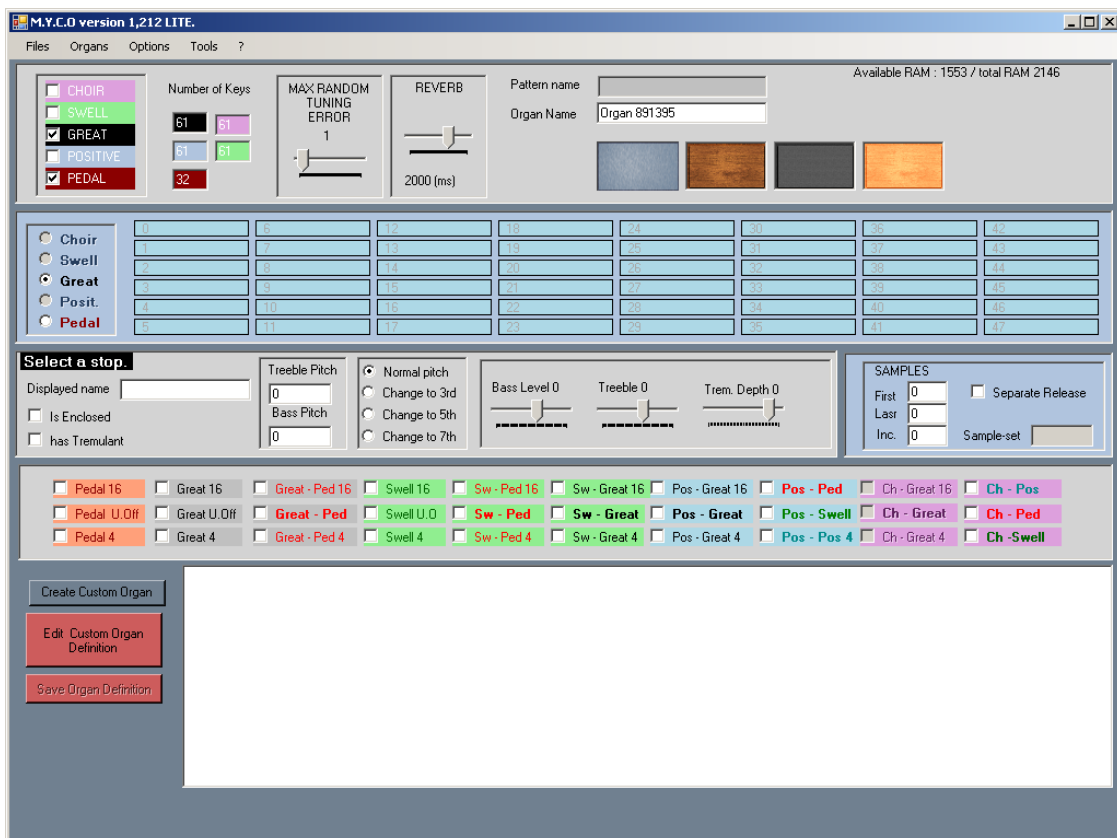 M.Y.C.O version 1,212 LITE.
Files Organs Options Tools ?
Available RAM : 1553 / total RAM 2146
CHOIR
SWELL
GREAT
POSITIVE
PEDAL
Number of Keys
61 61
61 61
32
MAX RANDOM
TUNING
ERROR
1
REVERB
2000 (ms)
Pattern name
Organ Name Organ 891395
Choir
Swell
Great
Posit.
Pedal
0 6 12 18 24 30 36 42
1 7 13 19 25 31 37 43
2 8 14 20 26 32 38 44
3 9 15 21 27 33 39 45
4 10 16 22 28 34 40 46
5 11 17 23 29 35 41 47
Select a stop.
Displayed name
Is Enclosed
has Tremulant
Treeble Pitch
0
Bass Pitch
0
Normal pitch
Change to 3rd
Change to 5th
Change to 7th
Bass Level 0 Treeble 0 Trem. Depth 0
SAMPLES
First 0 Separate Release
Lasr 0
Inc. 0 Sample-set
Pedal 16 Great 16 Great - Ped 16 Swell 16 Sw - Ped 16 Sw - Great 16 Pos - Great 16 Pos - Ped Ch - Great 16 Ch - Pos
Pedal U.Off Great U.Off Great - Ped Swell U.O Sw - Ped Sw - Great Pos - Great Pos - Swell Ch - Great Ch - Ped
Pedal 4 Great 4 Great - Ped 4 Swell 4 Sw - Ped 4 Sw - Great 4 Pos - Great 4 Pos - Pos 4 Ch - Great 4 Ch -Swell
Create Custom Organ
Edit Custom Organ
Definition
Save Organ Definition